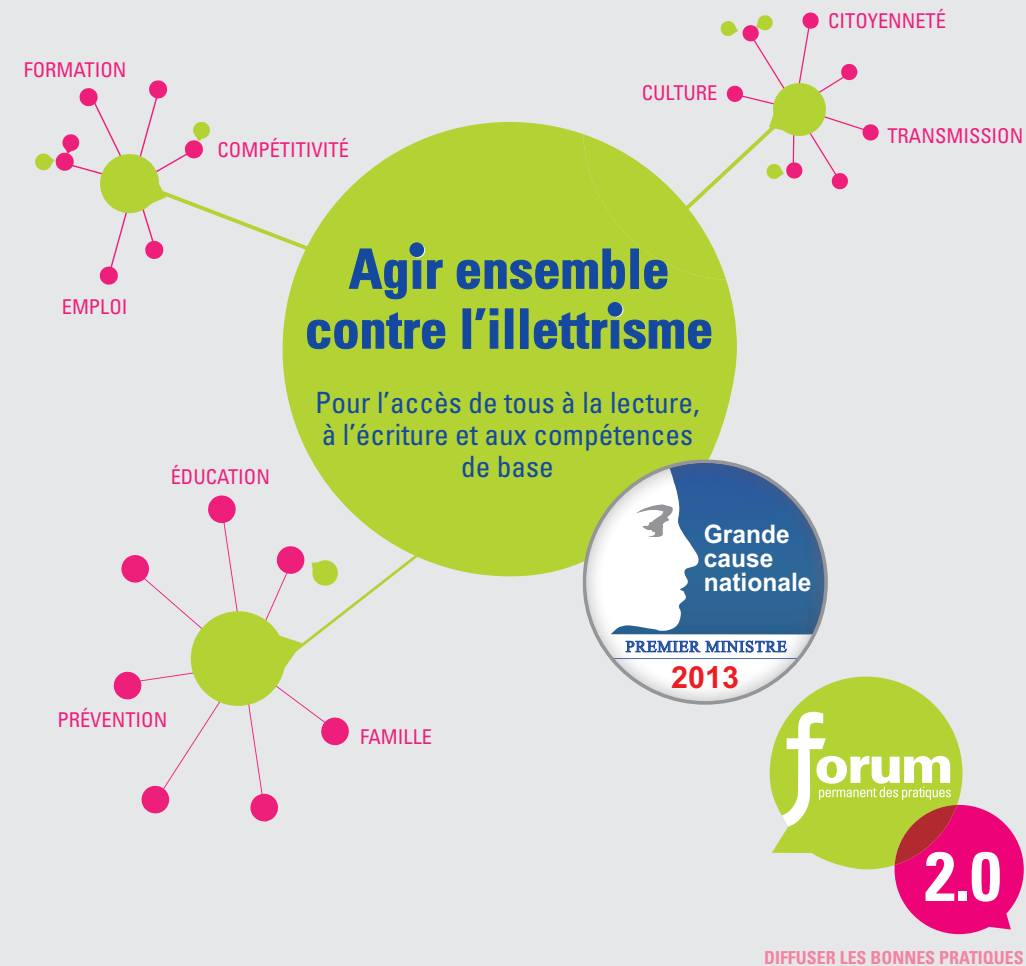 CITOYENNETÉ
FORMATION
CULTURE
TRANSMISSION
COMPÉTITIVITÉ
EMPLOI
Agir ensemble
contre l'illettrisme
Pour l'accès de tous à la lecture,
à l'écriture et aux compétences
de base
ÉDUCATION
PRÉVENTION
FAMILLE
Grande
cause
nationale
PREMIER MINISTRE
2013
forum
permanent des pratiques
2.0
DIFFUSER LES BONNES PRATIQUES